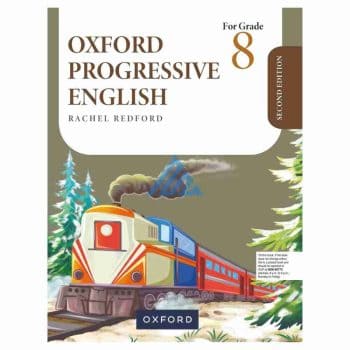 For Grade
8
OXFORD
PROGRESSIVE
ENGLISH
RACHEL REDFORD
SECOND EDITION
OXFORD